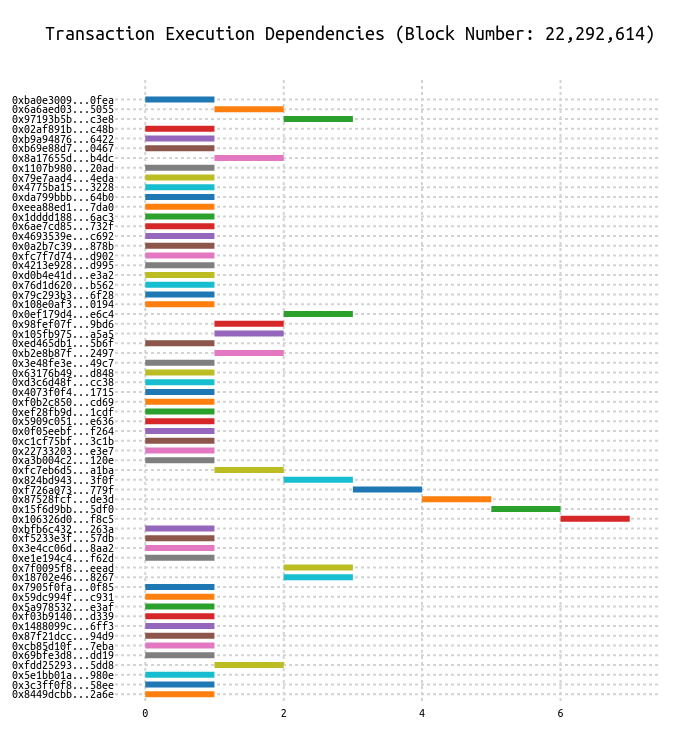 Transaction Execution Dependencies (Block Number: 22,292,614)
0xba0e3009...0fea
0x6a6aed03...5055
0x97193b5b...c3e8
0x02af891b...c48b
0xb9a94876...6422
0xb69e88d7...0467
0x8a17655d...b4dc
0x1107b980...20ad
0x79e7aad4...4eda
0x4775ba15...3228
0xda799bbb...64b0
0xeea88ed1...7da0
0x1dddd188...6ac3
0x6ae7cd85...732f
0x4693539e...c692
0x0a2b7c39...878b
0xfc7f7d74...d902
0x4213e928...d995
0xd0b4e41d...e3a2
0x76d1d620...b562
0x79c293b3...6f28
0x108e0af3...0194
0x0ef179d4...e6c4
0x98fef07f...9bd6
0x105fb975...a5a5
0xed465db1...5b6f
0xb2e8b87f...2497
0x3e48fe3e...49c7
0x63176b49...d848
0xd3c6d48f...cc38
0x4073f0f4...1715
0xf0b2c850...cd69
0xef28fb9d...1cdf
0x5909c051...e636
0x0f05eebf...f264
0xc1cf75bf...3c1b
0x22733203...e3e7
0xa3b004c2...120e
0xfc7eb6d5...a1ba
0x824bd943...3f0f
0xf726a073...779f
0x87528fcf...de3d
0x15f6d9bb...5df0
0x106326d0...f8c5
0xbfb6c432...263a
0xf5233e3f...57db
0x3e4cc06d...8aa2
0xe1e194c4...f62d
0x7f0095f8...eead
0x18702e46...8267
0x7905f0fa...0f85
0x59dc994f...c931
0x5a978532...e3af
0xf03b9140...d339
0x1488099c...6ff3
0x87f21dcc...94d9
0xcb85d10f...7eba
0x69bfe3d8...dd19
0xfdd25293...5dd8
0x5e1bb01a...980e
0x3c3ff0f8...58ee
0x8449dcbb...2a6e
0 2 4 6